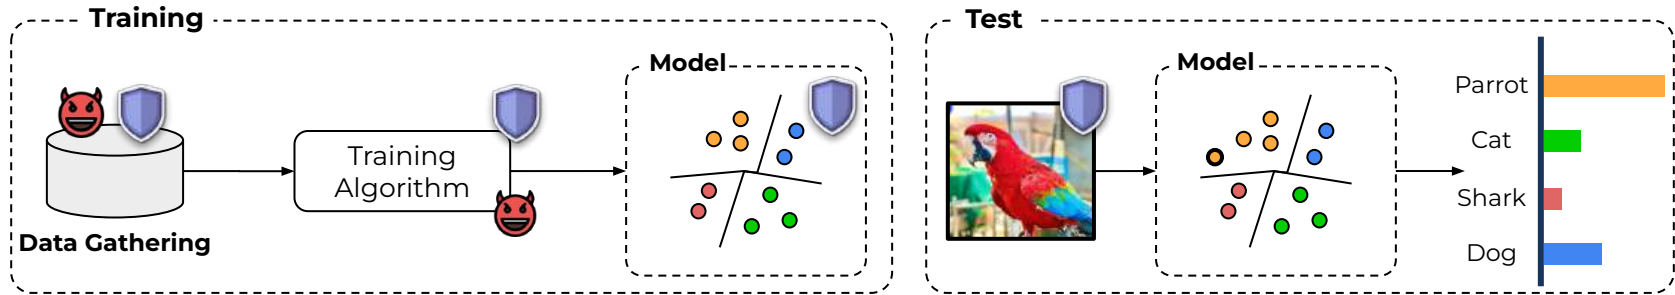 Training
Data Gathering
Training
Algorithm
Model
Test
Model
Parrot
Cat
Shark
Dog